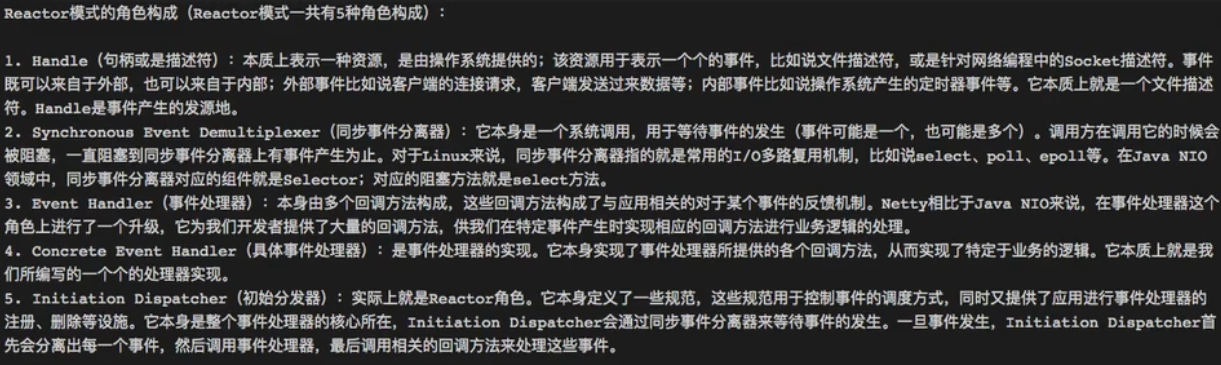 Reactor模式的角色构成（Reactor模式一共有5种角色构成）：
1. Handle（句柄或是描述符）：本质上表示一种资源，是由操作系统提供的；该资源用于表示一个个的事件，比如说文件描述符，或是针对网络编程中的Socket描述符。事件
既可以来自于外部，也可以来自于内部；外部事件比如说客户端的连接请求，客户端发送过来数据等；内部事件比如说操作系统产生的定时器事件等。它本质上就是一个文件描述
符。Handle是事件产生的发源地。
2. Synchronous Event Demultiplexer（同步事件分离器）：它本身是一个系统调用，用于等待事件的发生（事件可能是一个，也可能是多个）。调用方在调用它的时候会
被阻塞，一直阻塞到同步事件分离器上有事件产生为止。对于Linux来说，同步事件分离器指的就是常用的I/O多路复用机制，比如说select、poll、epoll等。在Java NIO
领域中，同步事件分离器对应的组件就是Selector；对应的阻塞方法就是select方法。
3. Event Handler（事件处理器）：本身由多个回调方法构成，这些回调方法构成了与应用相关的对于某个事件的反馈机制。Netty相比于Java NIO来说，在事件处理器这个
角色上进行了一个升级，它为我们开发者提供了大量的回调方法，供我们在特定事件产生时实现相应的回调方法进行业务逻辑的处理。
4. Concrete Event Handler（具体事件处理器）：是事件处理器的实现。它本身实现了事件处理器所提供的各个回调方法，从而实现了特定于业务的逻辑。它本质上就是我
们所编写的一个个的处理器实现。
5. Initiation Dispatcher（初始分发器）：实际上就是Reactor角色。它本身定义了一些规范，这些规范用于控制事件的调度方式，同时又提供了应用进行事件处理器的
注册、删除等设施。它本身是整个事件处理器的核心所在，Initiation Dispatcher会通过同步事件分离器来等待事件的发生。一旦事件发生，Initiation Dispatcher首
先会分离出每一个事件，然后调用事件处理器，最后调用相关的回调方法来处理这些事件。